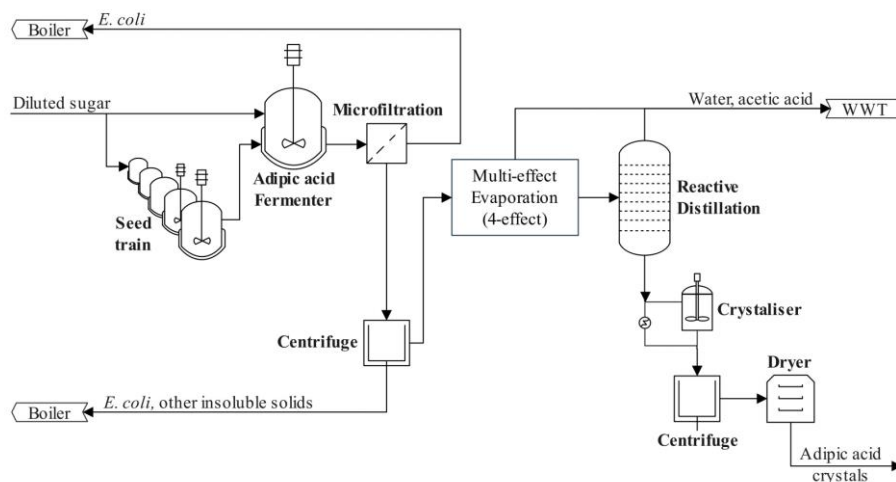 Boiler
E. coli
Diluted sugar
Microfiltration
Water, acetic acid
WWT
Adipic acid
Fermenter
Multi-effect
Evaporation
(4-effect)
Reactive
Distillation
Seed
train
Centrifuge
Crystaliser
Dryer
Boiler
E. coli, other insoluble solids
Centrifuge
Adipic acid
crystals